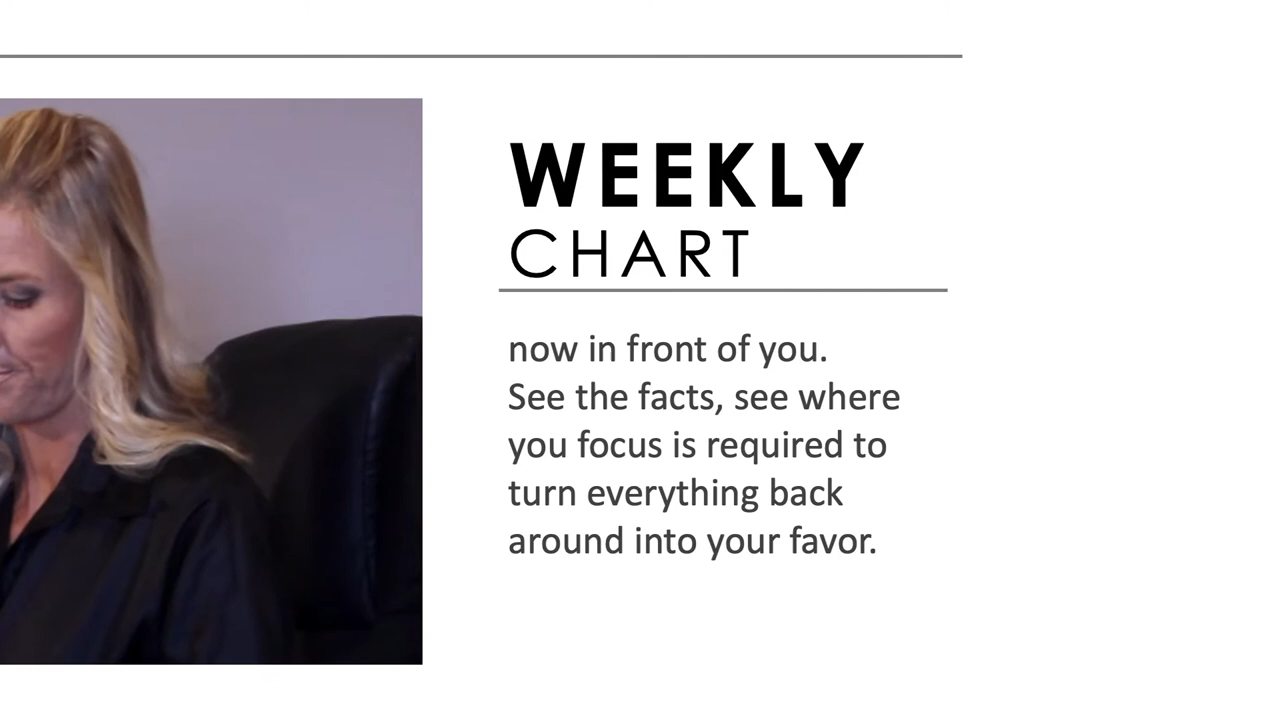 WEEKLY
CHART
now in front of you.
See the facts, see where
you focus is required to
turn everything back
around into your favor.